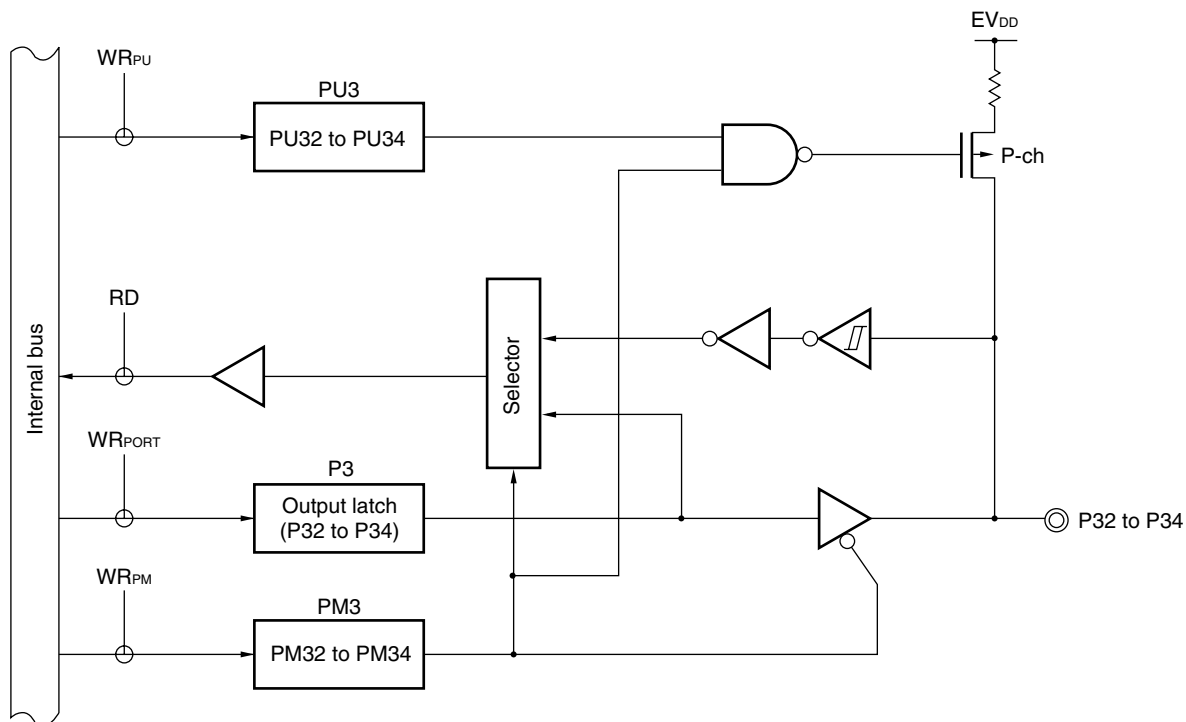 EVDD
WRPU
PU3
PU32 to PU34
P-ch
RD
Internal bus
Selector
WRPORT
P3
Output latch
(P32 to P34)
P32 to P34
WRPM
PM3
PM32 to PM34